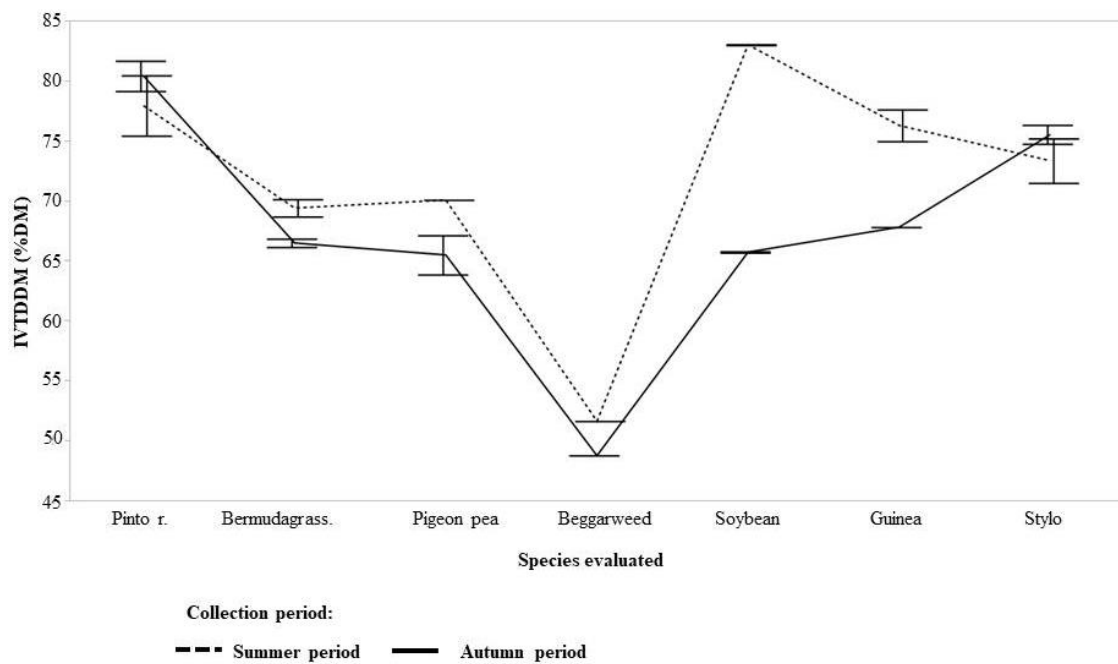 85
80
75
70
65
60
55
50
45
IVTDDM (%DM)
Pinto r. Bermudagrass. Pigeon pea Beggarweed Soybean Guinea Stylo
Species evaluated
Collection period:
Summer period Autumn period